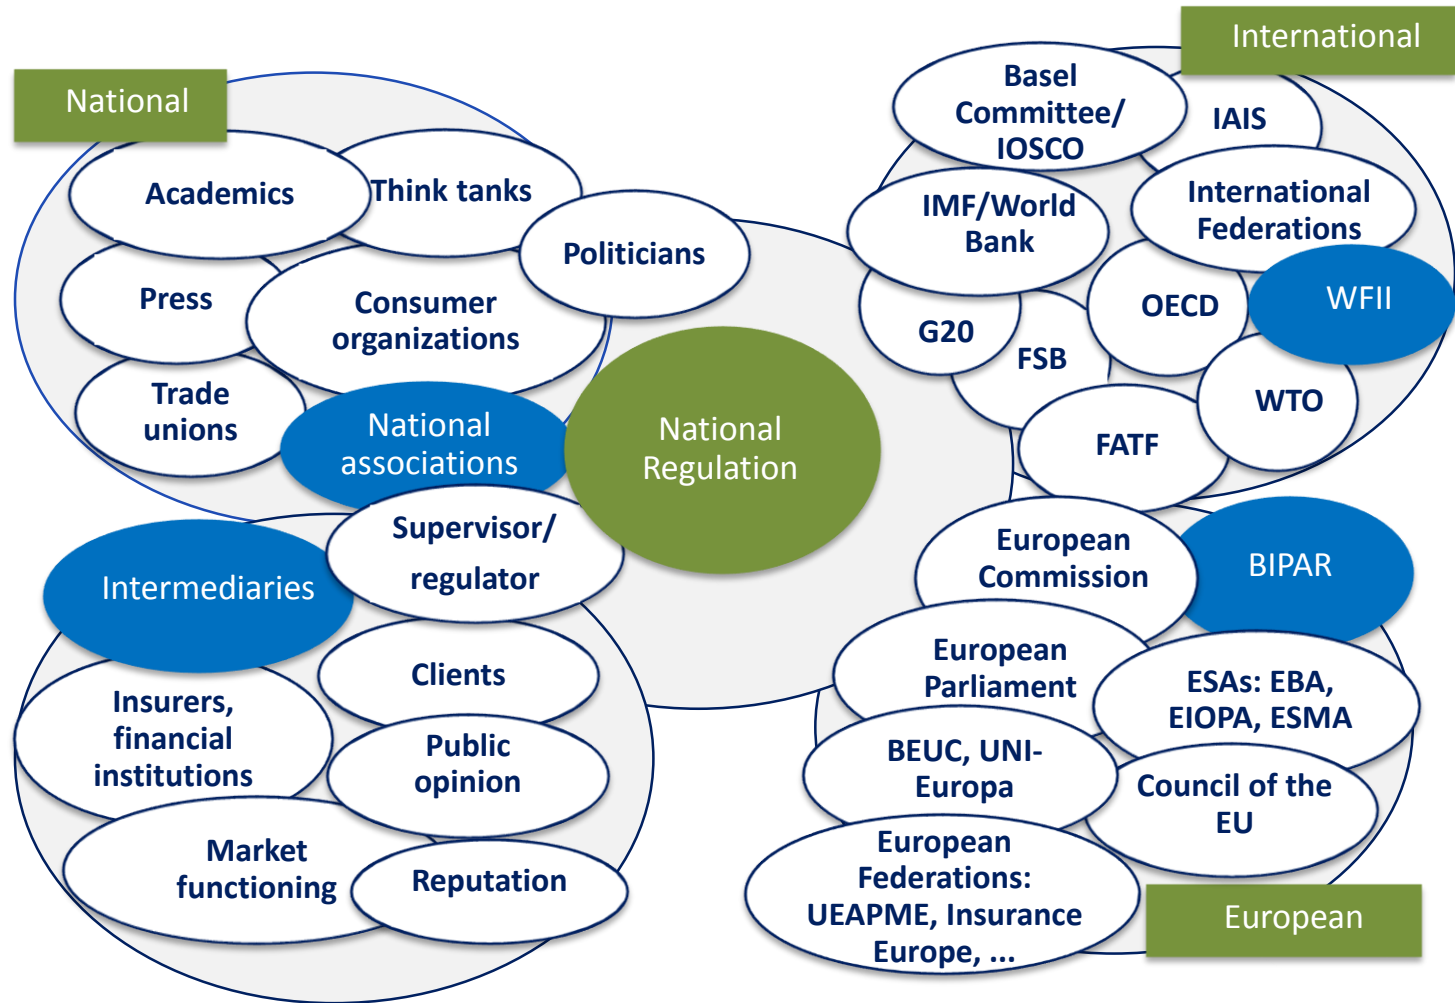 National
Academics
Think tanks
Politicians
Press
Consumer
organizations
Trade
unions
National
associations
National
Regulation
International
Basel
Committee/
IOSCO
IAIS
IMF/World
Bank
International
Federations
G20
FSB
OECD
WFII
WTO
FATF
Intermediaries
Supervisor/
regulator
Clients
Insurers,
financial
institutions
Public
opinion
Market
functioning
Reputation
European
Commission
BIPAR
European
Parliament
ESAs: EBA,
EIOPA, ESMA
BEUC, UNI-
Europa
Council of the
EU
European
Federations:
UEAPME, Insurance
Europe, ...
European